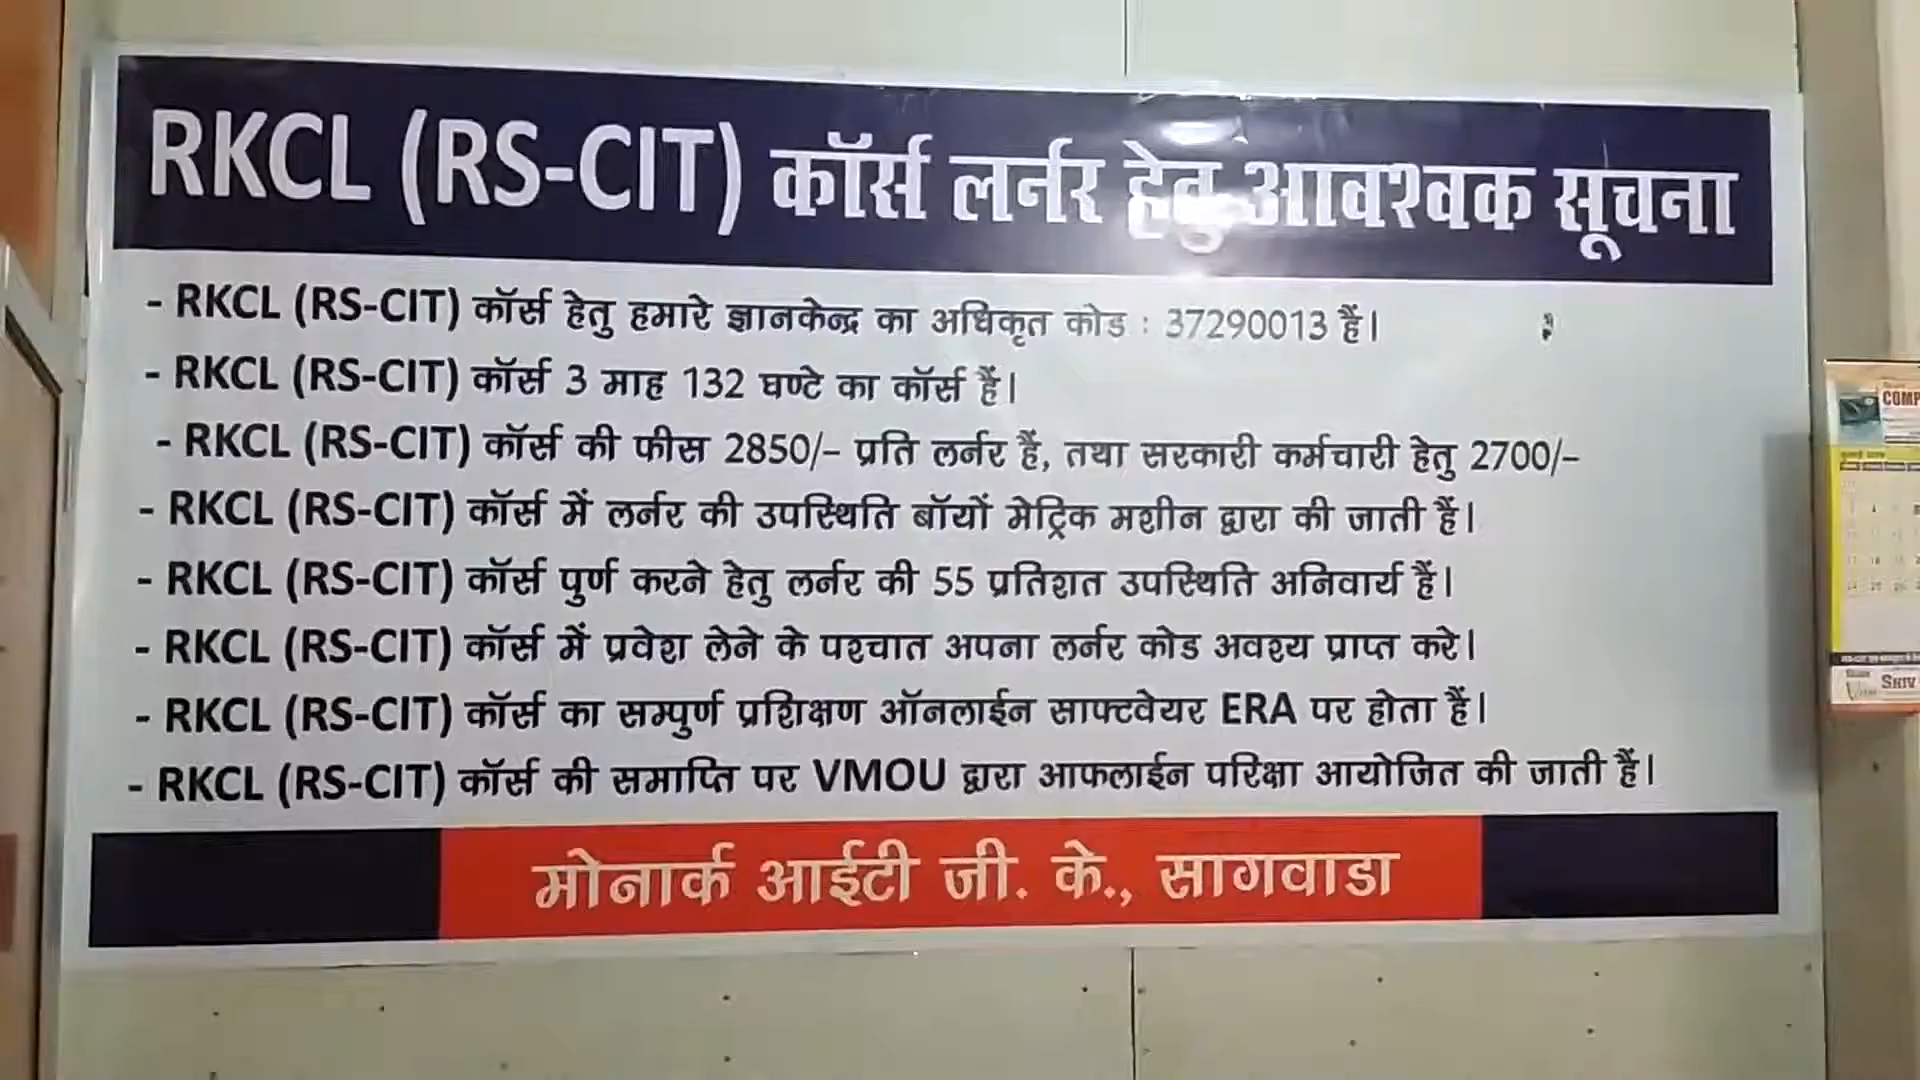 RKCL (RS-CIT) कॉर्स लर्नर हेतु आवश्वक सूचना
- RKCL (RS-CIT) कॉर्स हेतु हमारे ज्ञानकेन्द्र का अधिकृत कोड : 37290013 हैं।
- RKCL (RS-CIT) कॉर्स 3 माह 132 घण्टे का कॉर्स हैं।
- RKCL (RS-CIT) कॉर्स की फीस 2850/- प्रति लर्नर हैं, तथा सरकारी कर्मचारी हेतु 2700/-
- RKCL (RS-CIT) कॉर्स में लर्नर की उपस्थिति बॉयों मेट्रिक मशीन द्वारा की जाती हैं।
- RKCL (RS-CIT) कॉर्स पुर्ण करने हेतु लर्नर की 55 प्रतिशत उपस्थिति अनिवार्य हैं।
- RKCL (RS-CIT) कॉर्स में प्रवेश लेने के पश्चात अपना लर्नर कोड अवश्य प्राप्त करे।
- RKCL (RS-CIT) कॉर्स का सम्पुर्ण प्रशिक्षण ऑनलाईन साफ्टवेयर ERA पर होता हैं।
- RKCL (RS-CIT) कॉर्स की समाप्ति पर VMOU द्वारा आफलाईन परिक्षा आयोजित की जाती हैं।
मोनार्क आईटी जी. के., सागवाडा
COMP
SHIV